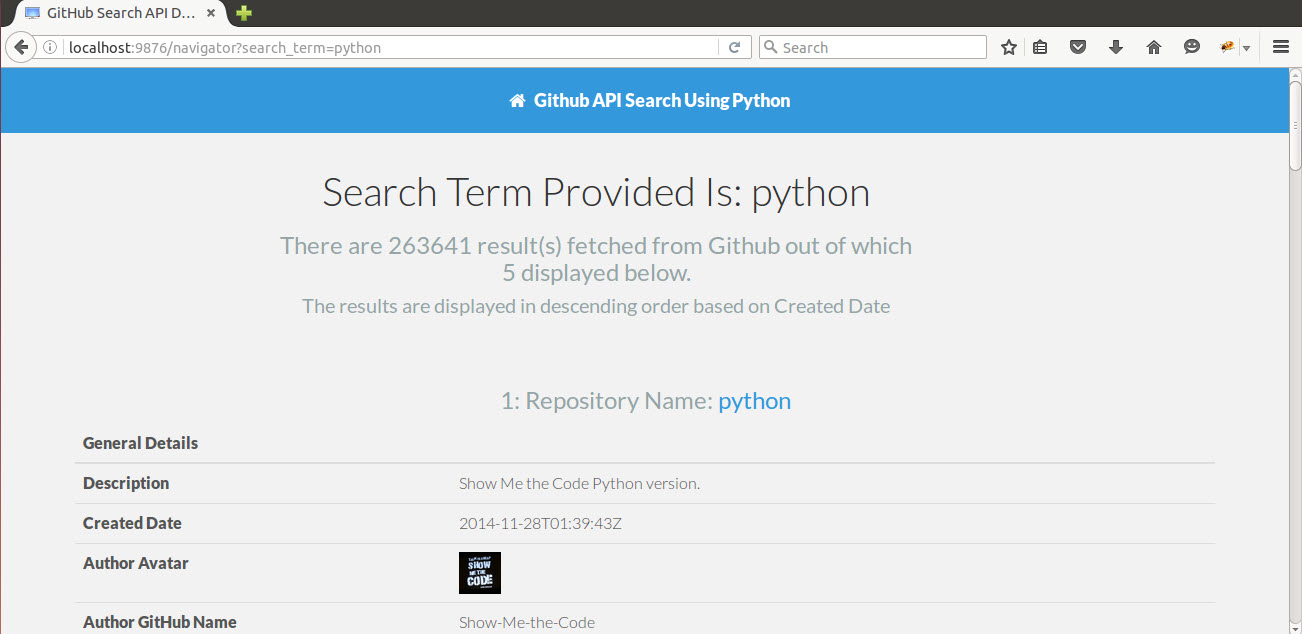 GitHub Search API D...
localhost:9876/navigator?search_term=python
Search
Github API Search Using Python
Search Term Provided Is: python
There are 263641 result(s) fetched from Github out of which
5 displayed below.
The results are displayed in descending order based on Created Date
1: Repository Name: python
General Details
Description Show Me the Code Python version.
Created Date 2014-11-28T01:39:43Z
Author Avatar
SHOW
ME THE
CODE
Author GitHub Name Show-Me-the-Code